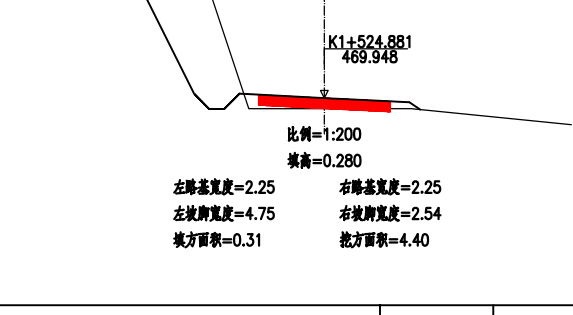 K1+524.881
469.948
比例=1:200
填高=0.280
左路基宽度=2.25 右路基宽度=2.25
左坡脚宽度=4.75 右坡脚宽度=2.54
填方面积=0.31 挖方面积=4.40